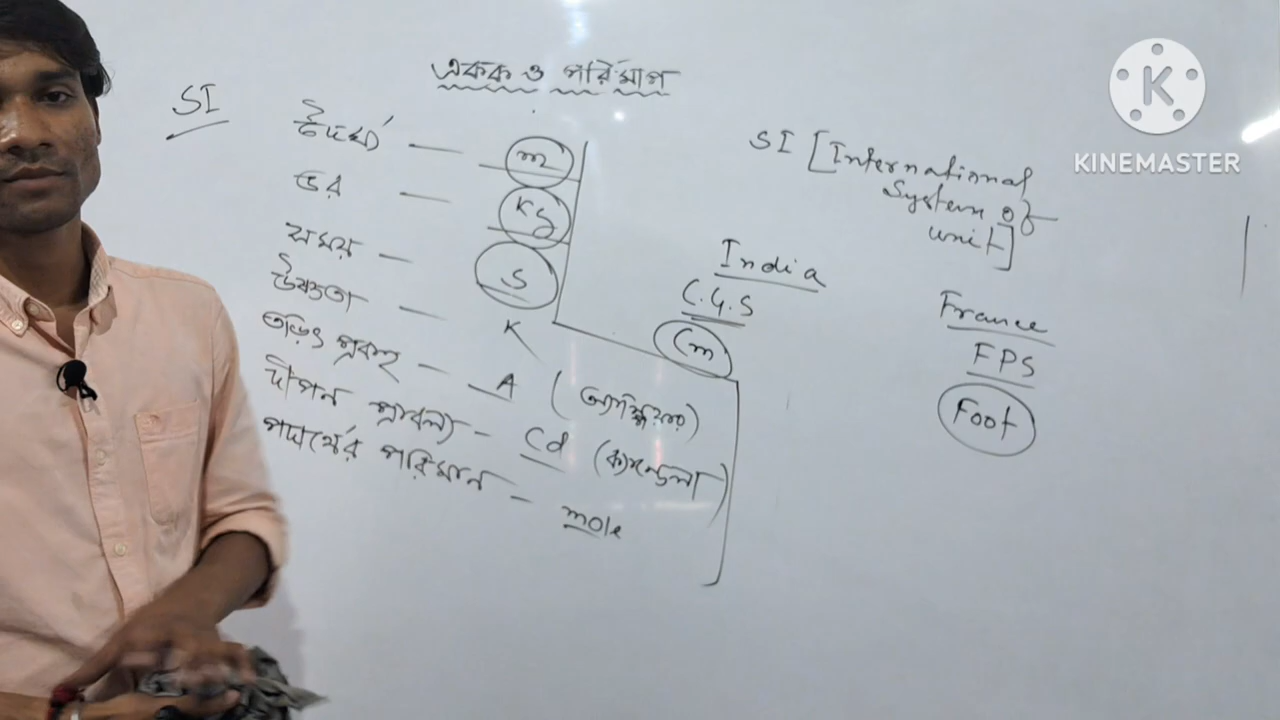 একক ও পরিমাপ
SI
দৈর্ঘ্য — m
ভর — Kg
সময় — S
উষ্ণতা — K
তড়িৎ প্রবাহ — A (অ্যাম্পিয়ার)
দীপন প্রাবল্য — Cd (ক্যান্ডেলা)
পদার্থের পরিমান — mole
SI [International
System of
unit]
India
C.G.S
Cm
France
FPS
Foot
KINEMASTER